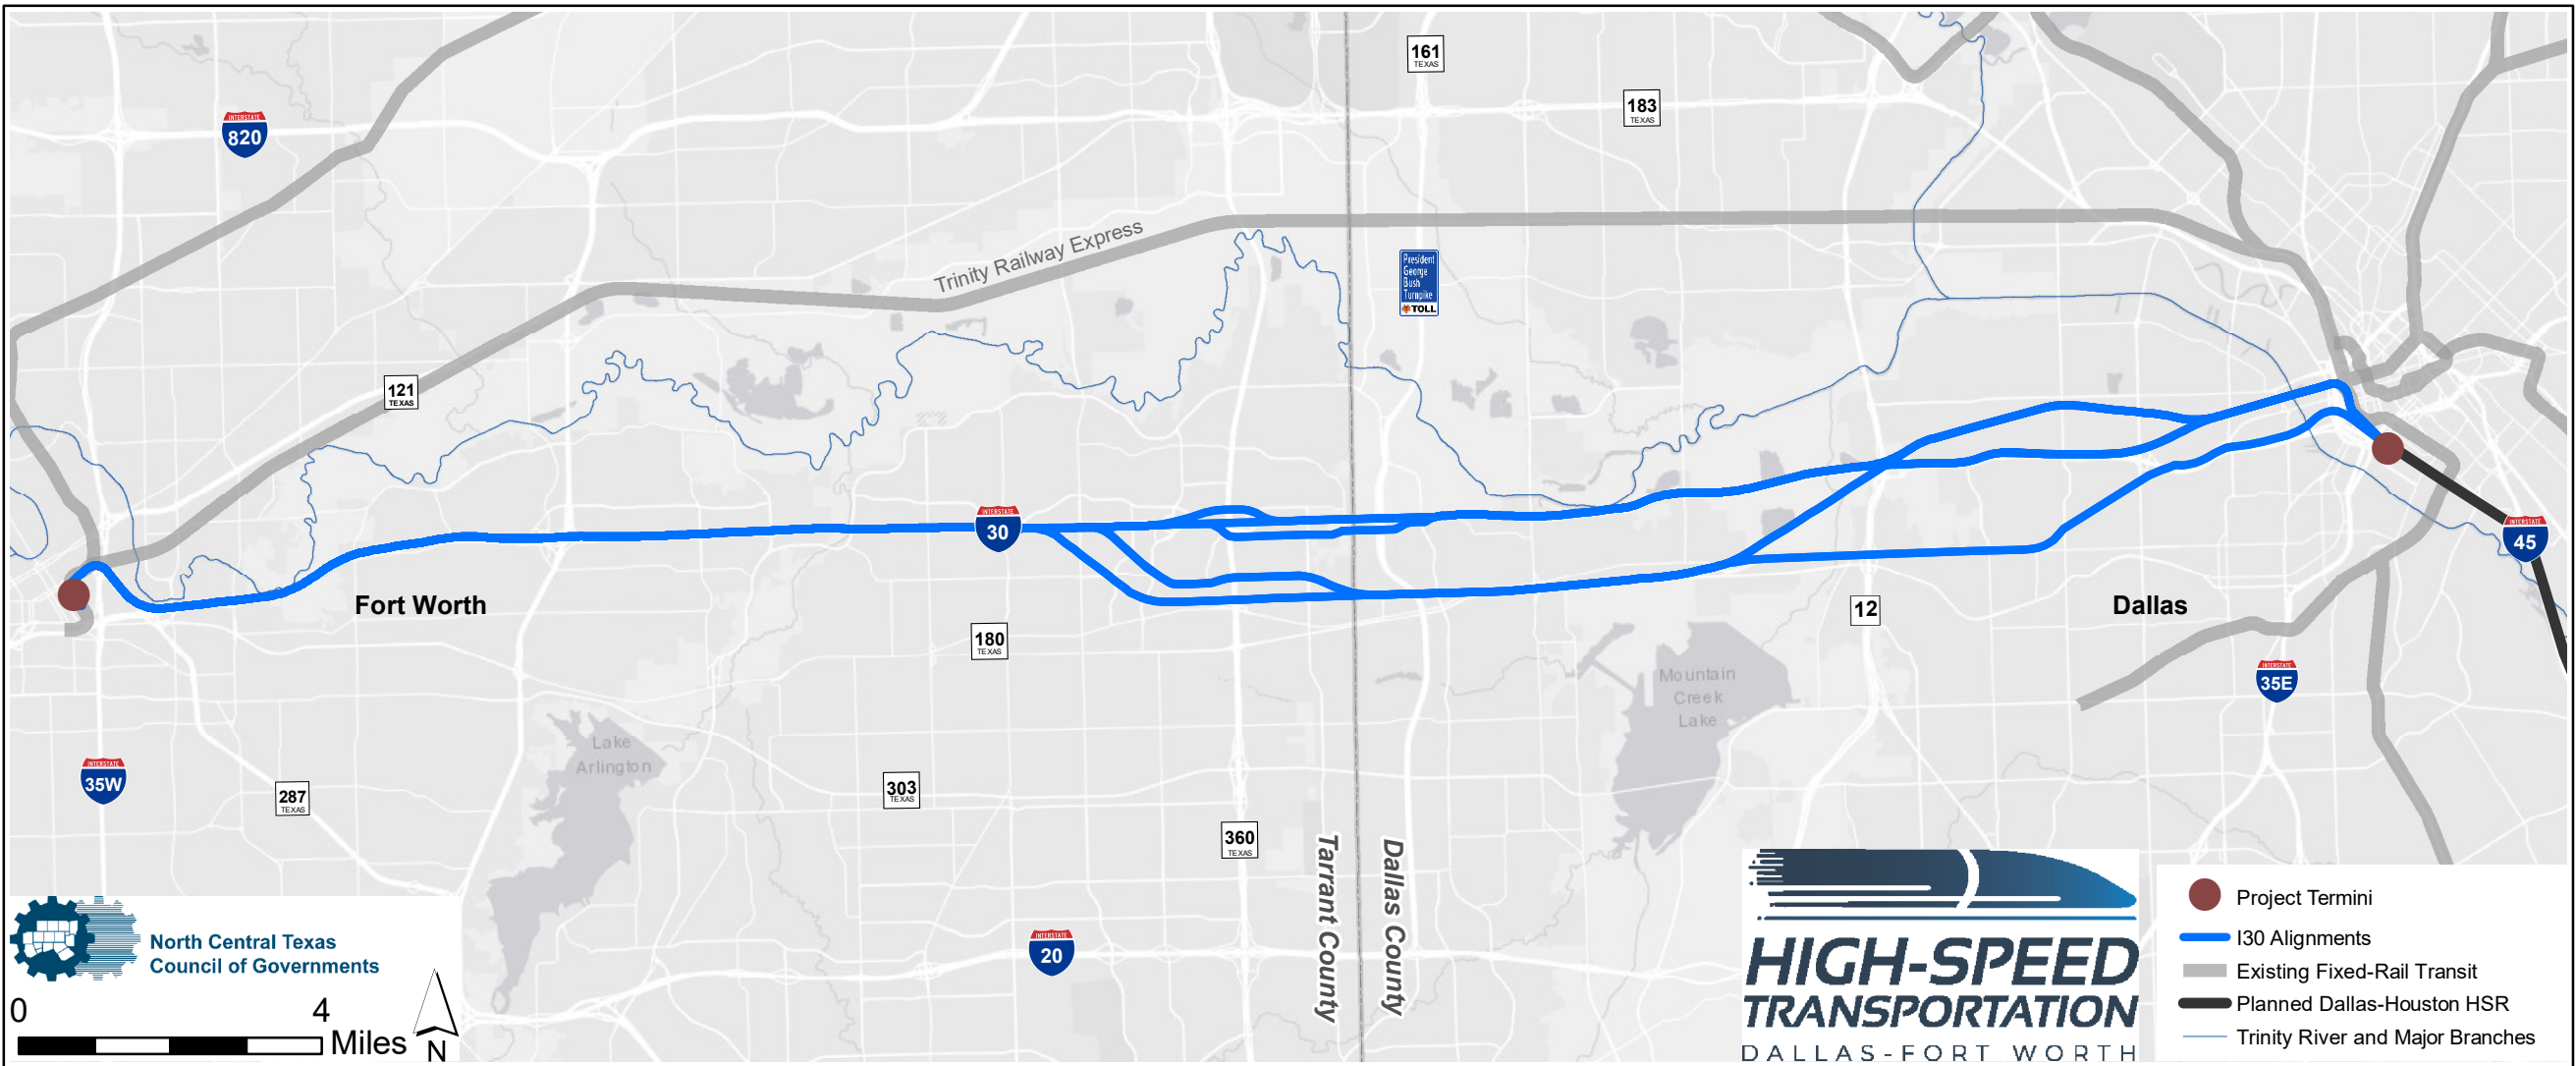 161
TEXAS
183
TEXAS
INTERSTATE
820
Trinity Railway Express
President
George
Bush
Turnpike
TOLL
121
TEXAS
INTERSTATE
30
INTERSTATE
45
Fort Worth
Dallas
12
180
TEXAS
Mountain
Creek
Lake
INTERSTATE
35E
Lake
Arlington
INTERSTATE
35W
287
TEXAS
303
TEXAS
360
TEXAS
Tarrant County
Dallas County
INTERSTATE
20
North Central Texas
Council of Governments
0 4
Miles
N
HIGH-SPEED
TRANSPORTATION
DALLAS-FORT WORTH
Project Termini
I30 Alignments
Existing Fixed-Rail Transit
Planned Dallas-Houston HSR
Trinity River and Major Branches